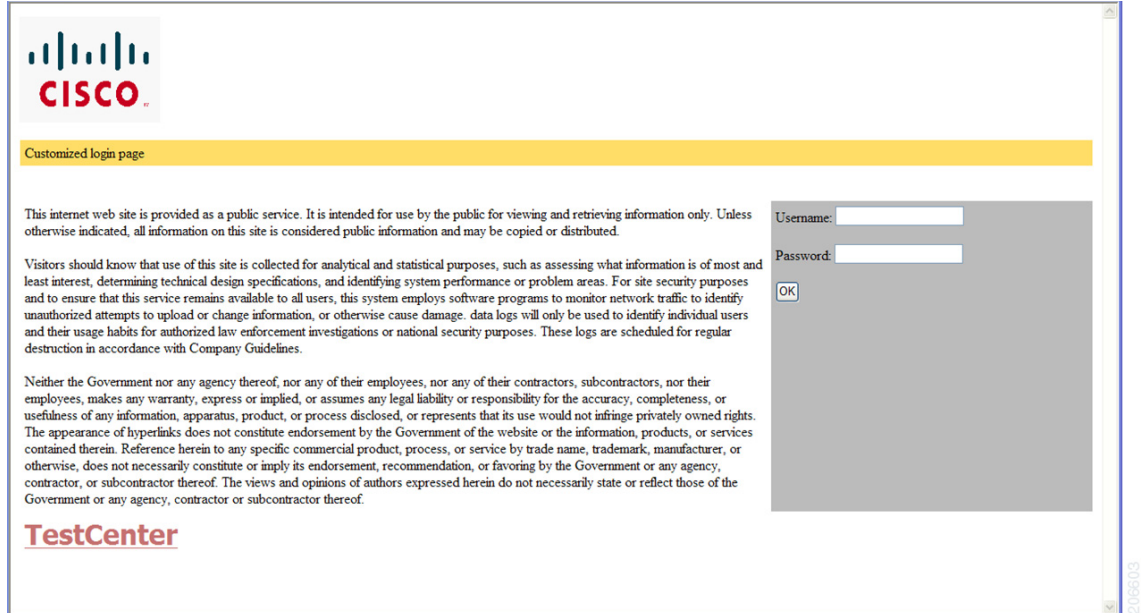 CISCO
Customized login page
This internet web site is provided as a public service. It is intended for use by the public for viewing and retrieving information only. Unless
otherwise indicated, all information on this site is considered public information and may be copied or distributed.
Username:
Password:
OK
Visitors should know that use of this site is collected for analytical and statistical purposes, such as assessing what information is of most and
least interest, determining technical design specifications, and identifying system performance or problem areas. For site security purposes
and to ensure that this service remains available to all users, this system employs software programs to monitor network traffic to identify
unauthorized attempts to upload or change information, or otherwise cause damage. data logs will only be used to identify individual users
and their usage habits for authorized law enforcement investigations or national security purposes. These logs are scheduled for regular
destruction in accordance with Company Guidelines.
Neither the Government nor any agency thereof, nor any of their employees, nor any of their contractors, subcontractors, nor their
employees, makes any warranty, express or implied, or assumes any legal liability or responsibility for the accuracy, completeness, or
usefulness of any information, apparatus, product, or process disclosed, or represents that its use would not infringe privately owned rights.
The appearance of hyperlinks does not constitute endorsement by the Government of the website or the information, products, or services
contained therein. Reference herein to any specific commercial product, process, or service by trade name, trademark, manufacturer, or
otherwise, does not necessarily constitute or imply its endorsement, recommendation, or favoring by the Government or any agency,
contractor, or subcontractor thereof. The views and opinions of authors expressed herein do not necessarily state or reflect those of the
Government or any agency, contractor or subcontractor thereof.
TestCenter
206603